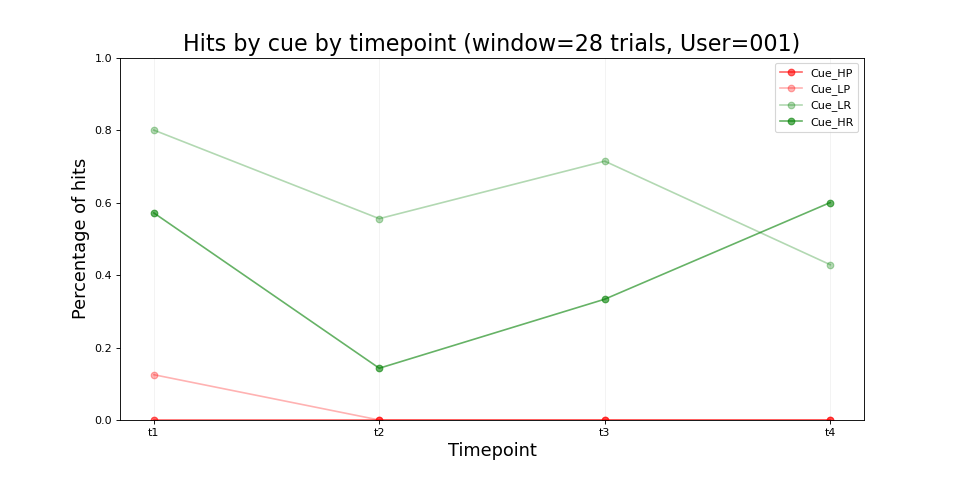 Hits by cue by timepoint (window=28 trials, User=001)
Cue_HP
Cue_LP
Cue_LR
Cue_HR
Percentage of hits
1.0
0.8
0.6
0.4
0.2
0.0
t1 t2 t3 t4
Timepoint